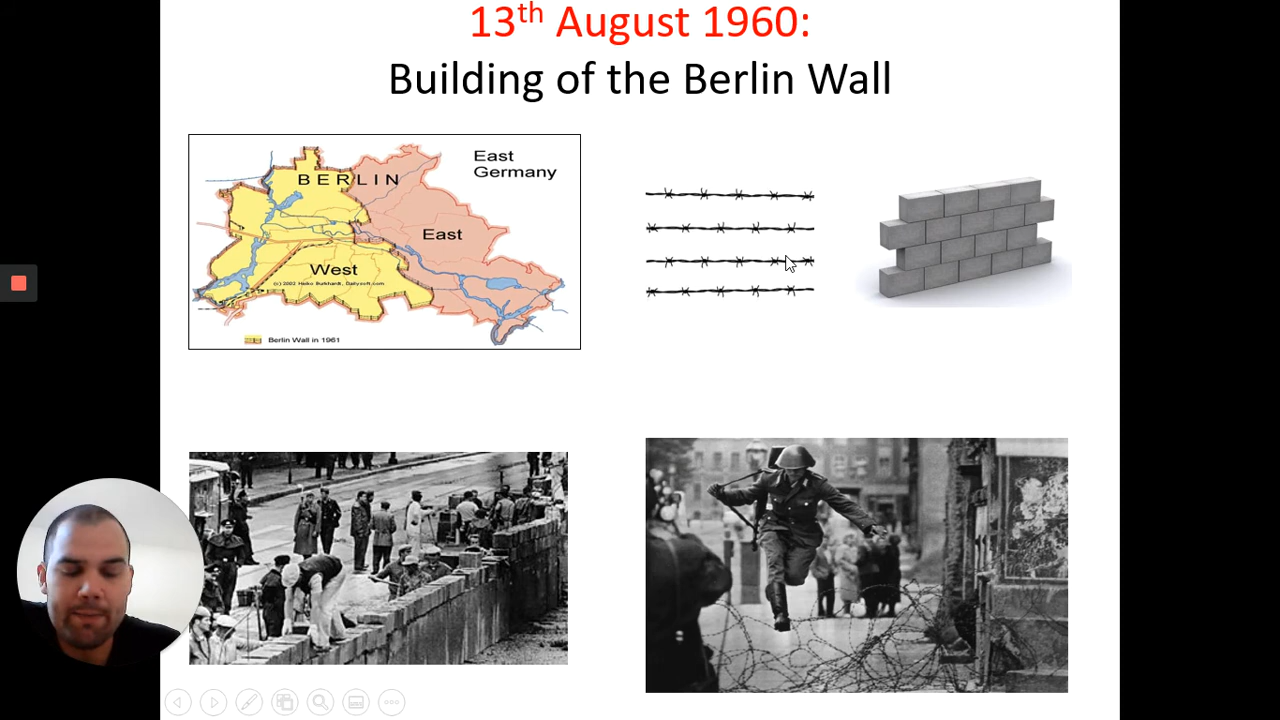 13th August 1960:
Building of the Berlin Wall
East
Germany
BERLIN
East
West
(c) 2002 Heiko Burkhardt, Dailysoft.com
Berlin Wall in 1961